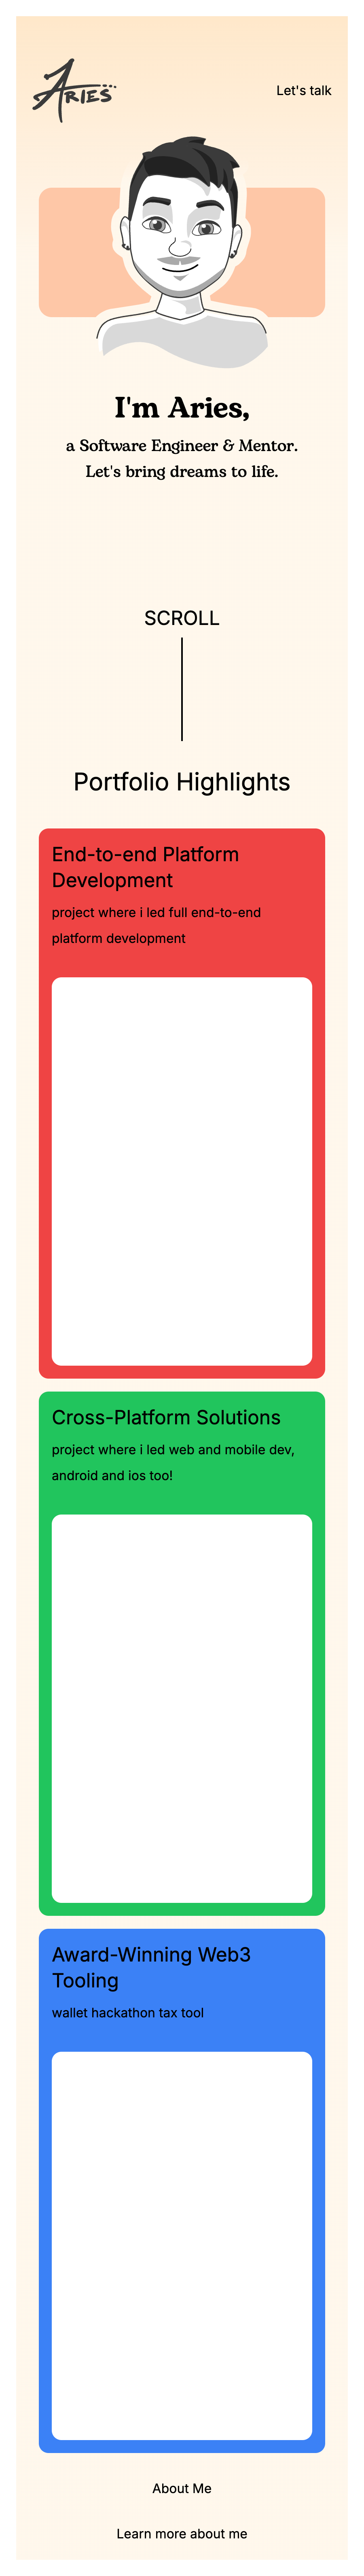 ARIES
Let's talk
I'm Aries,
a Software Engineer & Mentor.
Let's bring dreams to life.
SCROLL
Portfolio Highlights
End-to-end Platform
Development
project where i led full end-to-end
platform development
Cross-Platform Solutions
project where i led web and mobile dev,
android and ios too!
Award-Winning Web3
Tooling
wallet hackathon tax tool
About Me
Learn more about me